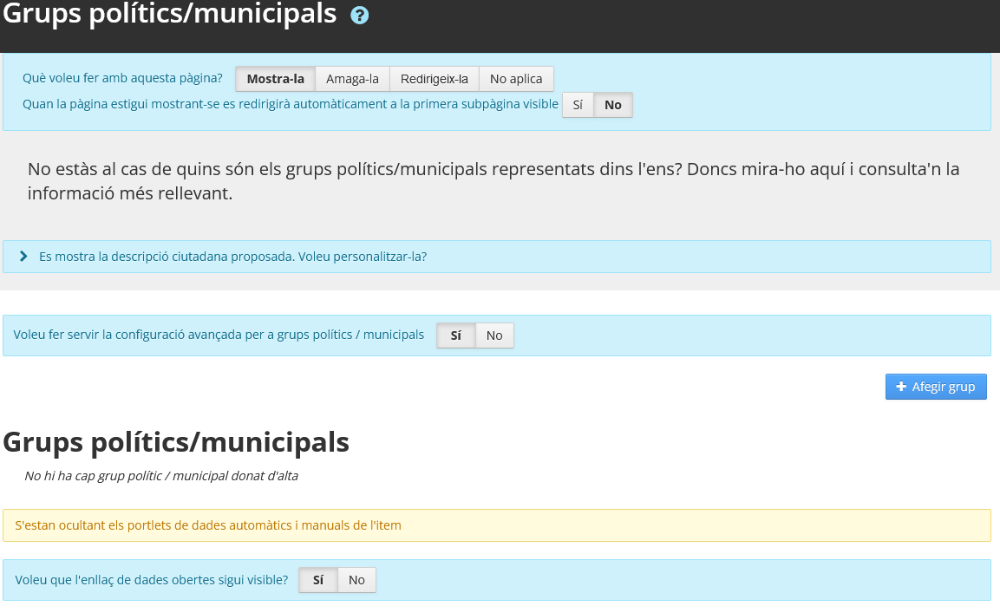 Grups polítics/municipals ?
Què voleu fer amb aquesta pàgina? Mostra-la Amaga-la Redirigeix-la No aplica
Quan la pàgina estigui mostrant-se es redirigirà automàticament a la primera subpàgina visible Sí No
No estàs al cas de quins són els grups polítics/municipals representats dins l'ens? Doncs mira-ho aquí i consulta'n la
informació més rellevant.
Es mostra la descripció ciutadana proposada. Voleu personalitzar-la?
Voleu fer servir la configuració avançada per a grups polítics / municipals Sí No
Afegir grup
Grups polítics/municipals
No hi ha cap grup polític / municipal donat d'alta
S'estan ocultant els portlets de dades automàtics i manuals de l'item
Voleu que l'enllaç de dades obertes sigui visible? Sí No